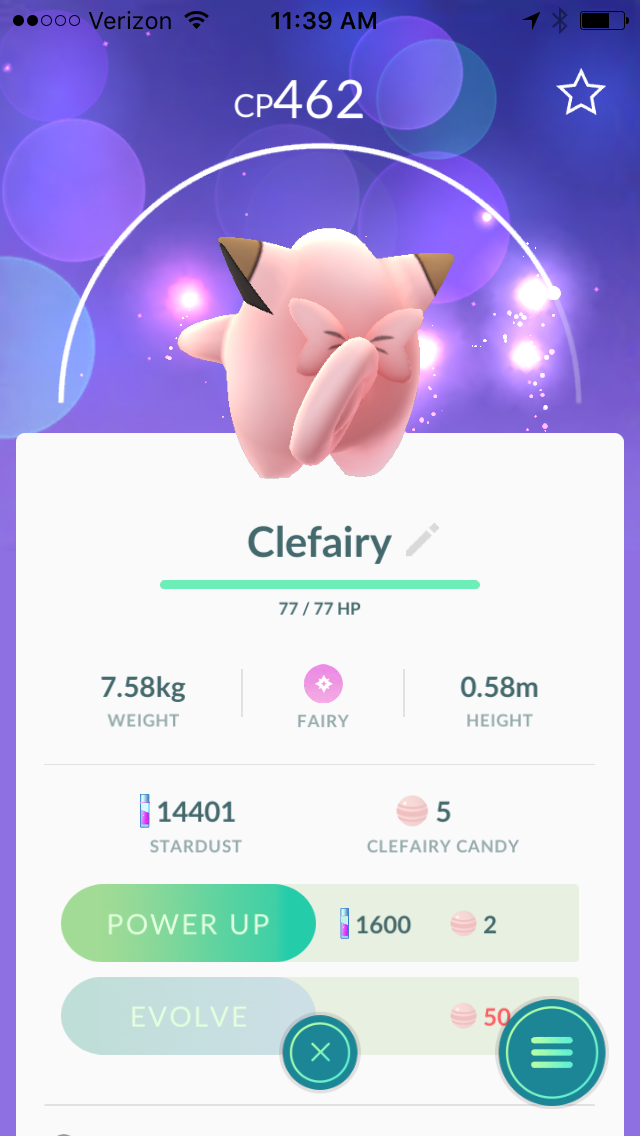 Verizon 11:39 AM
CP462
Clefairy
77 / 77 HP
7.58kg 0.58m
WEIGHT FAIRY HEIGHT
14401 5
STARDUST CLEFAIRY CANDY
POWER UP 1600 2
EVOLVE 50